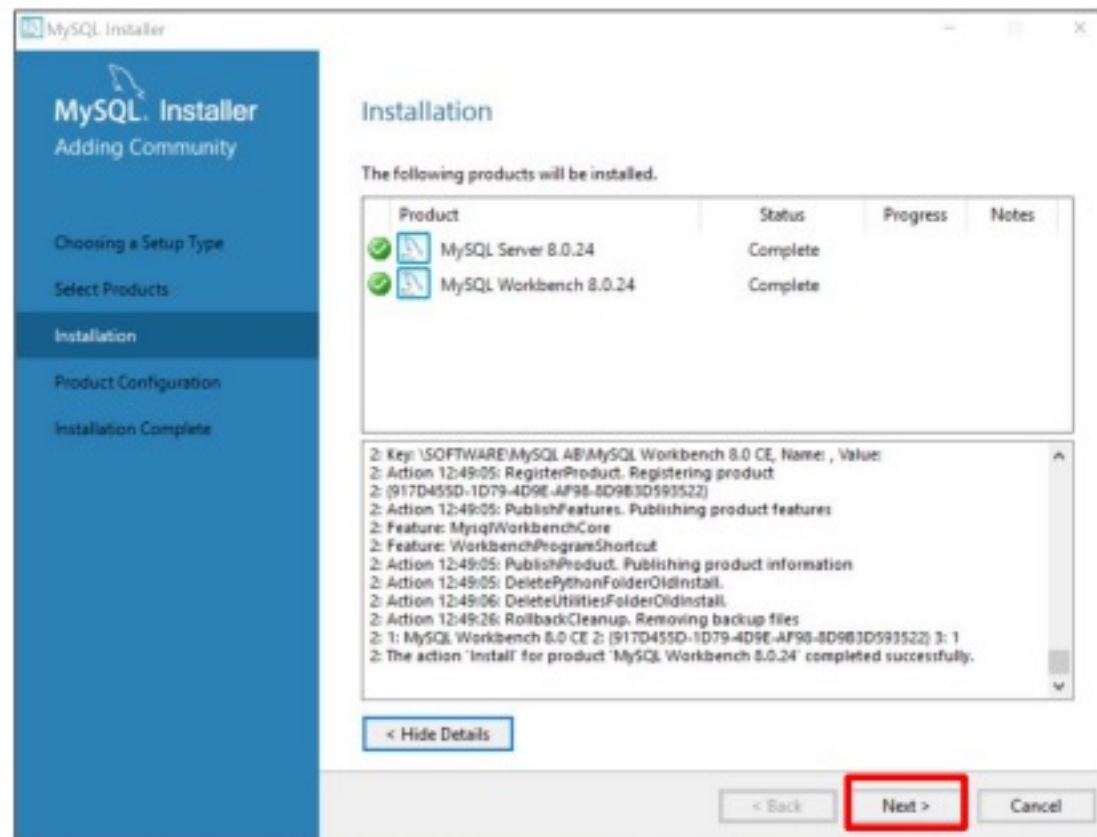 MySQL Installer
MySQL. Installer
Adding Community
Choosing a Setup Type
Select Products
Installation
Product Configuration
Installation Complete
Installation
The following products will be installed.
Product Status Progress Notes
MySQL Server 8.0.24 Complete
MySQL Workbench 8.0.24 Complete
2: Key: \SOFTWARE\MySQL AB\MySQL Workbench 8.0 CE, Name: , Value:
2: Action 12:49:05: RegisterProduct. Registering product
2: {917D455D-1D79-4D9E-AF98-8D9B3D593522}
2: Action 12:49:05: PublishFeatures. Publishing product features
2: Feature: MysqlWorkbenchCore
2: Feature: WorkbenchProgramShortcut
2: Action 12:49:05: PublishProduct. Publishing product information
2: Action 12:49:05: DeletePythonFolderOldInstall.
2: Action 12:49:06: DeleteUtilitiesFolderOldInstall.
2: Action 12:49:26: RollbackCleanup. Removing backup files
2: 1: MySQL Workbench 8.0 CE 2: {917D455D-1D79-4D9E-AF98-8D9B3D593522} 3: 1
2: The action 'Install' for product 'MySQL Workbench 8.0.24' completed successfully.
< Hide Details
< Back Next > Cancel